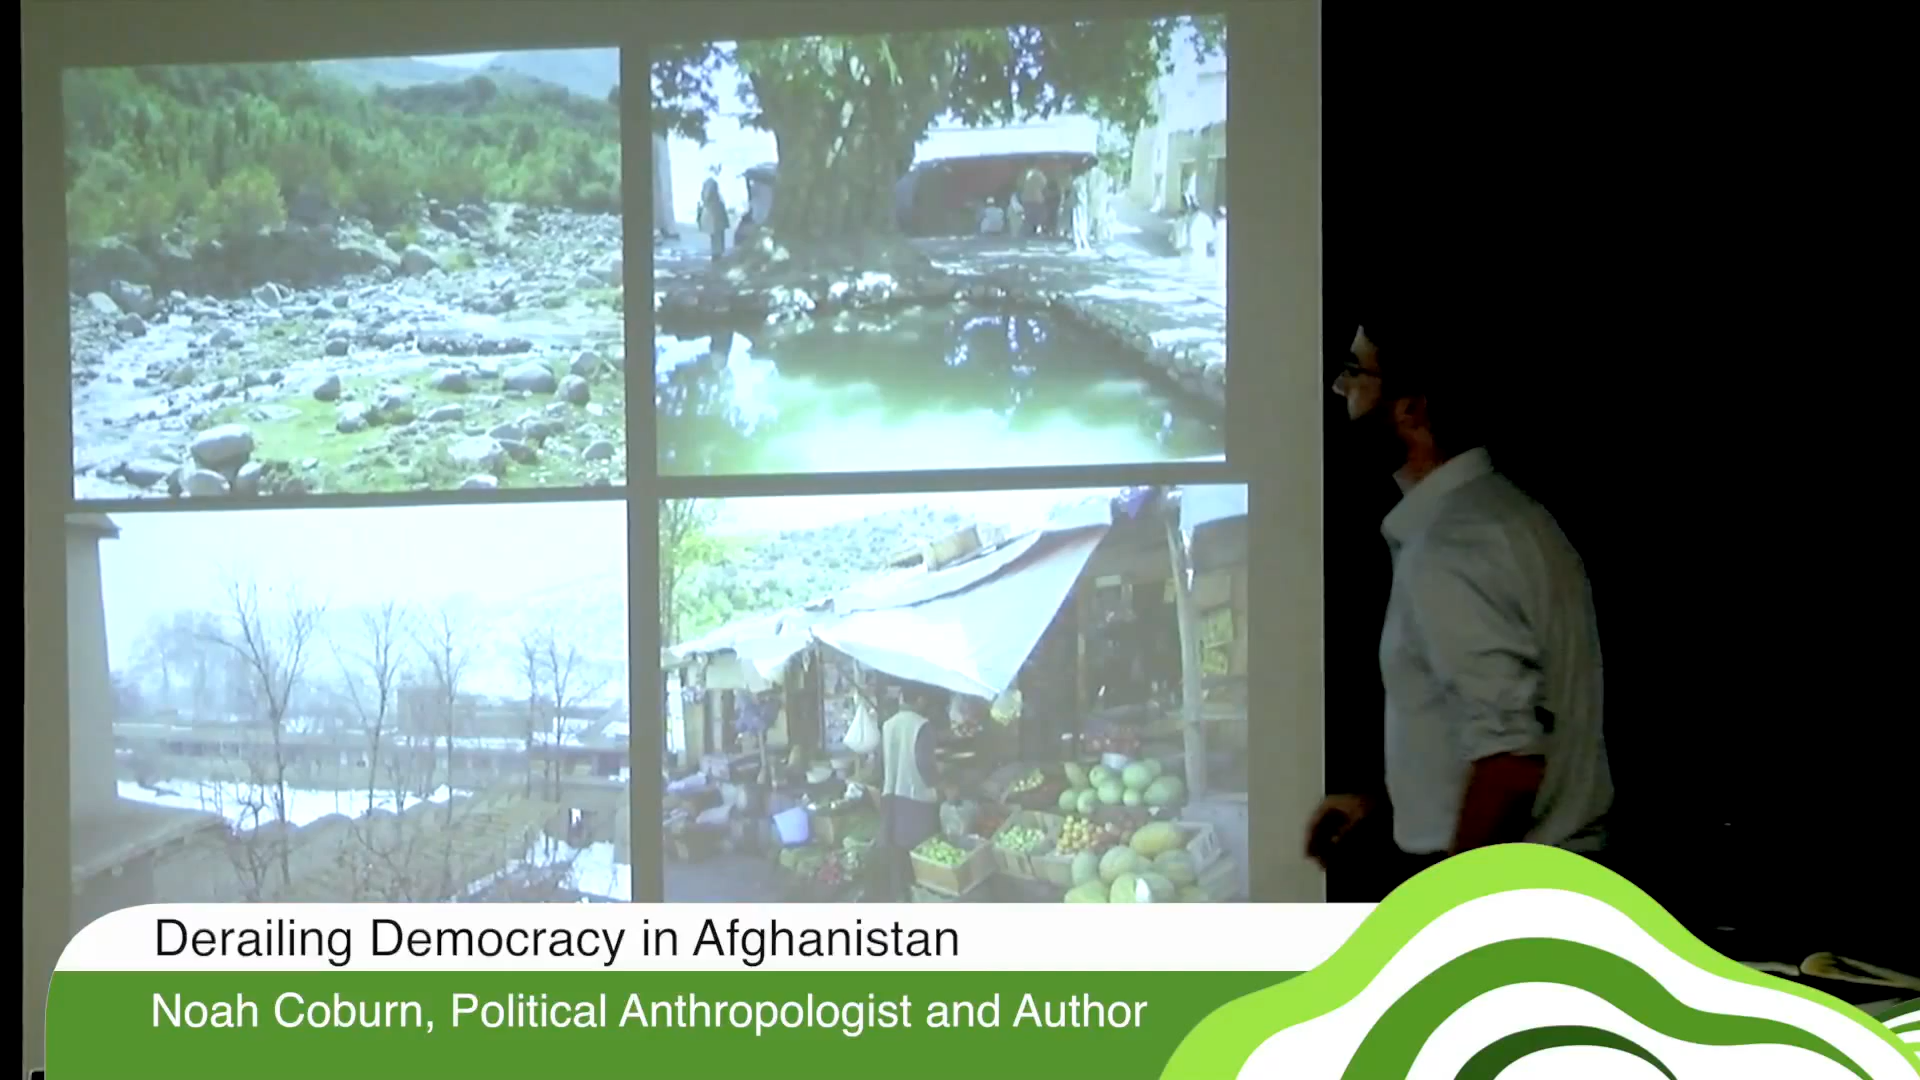 Derailing Democracy in Afghanistan
Noah Coburn, Political Anthropologist and Author